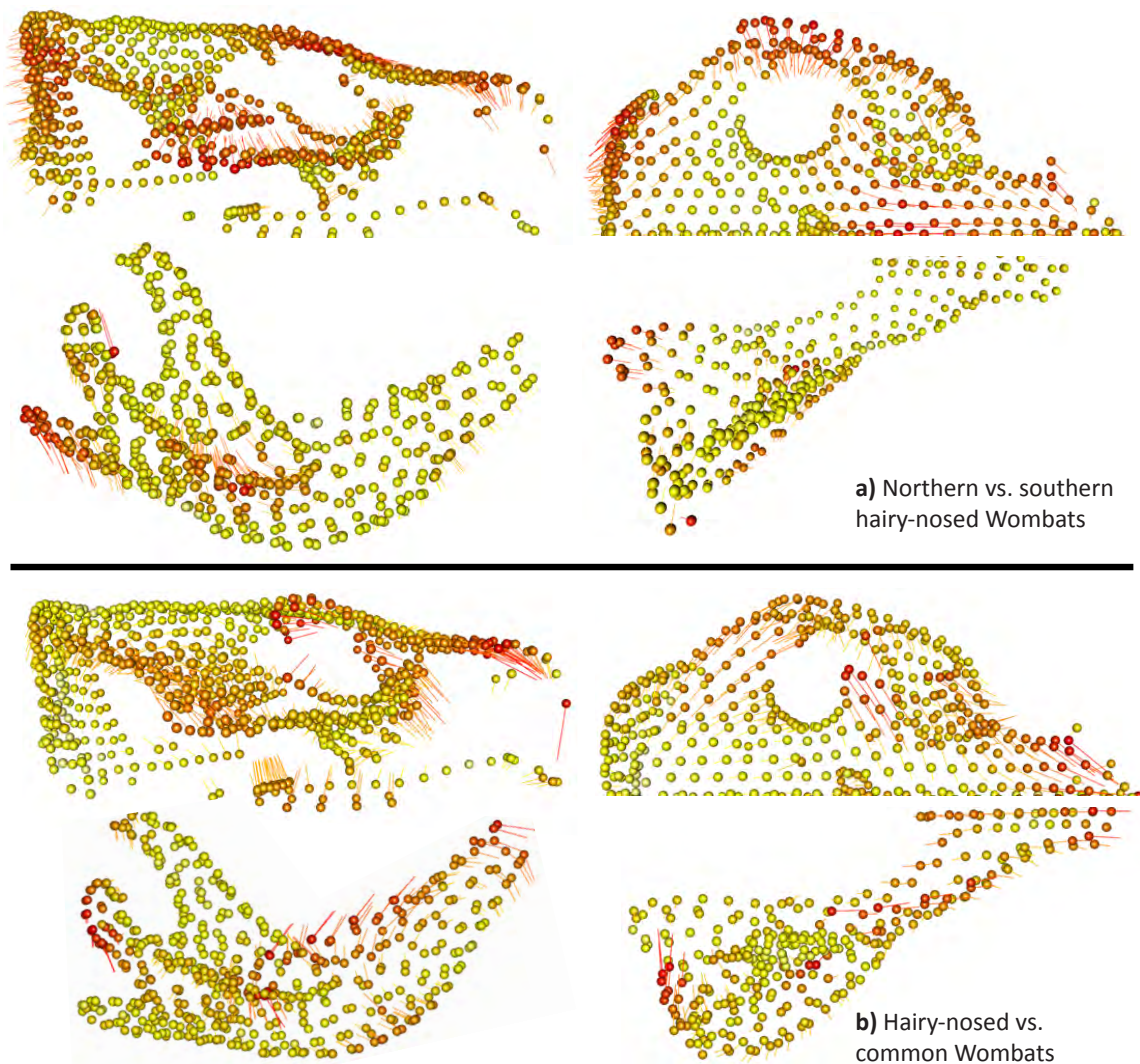 a) Northern vs. southern
hairy-nosed Wombats
b) Hairy-nosed vs.
common Wombats